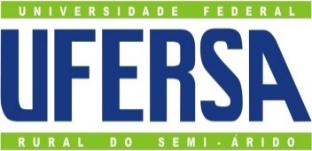 UNIVERSIDADE FEDERAL
UFERSA
RURAL DO SEMI-ÁRIDO